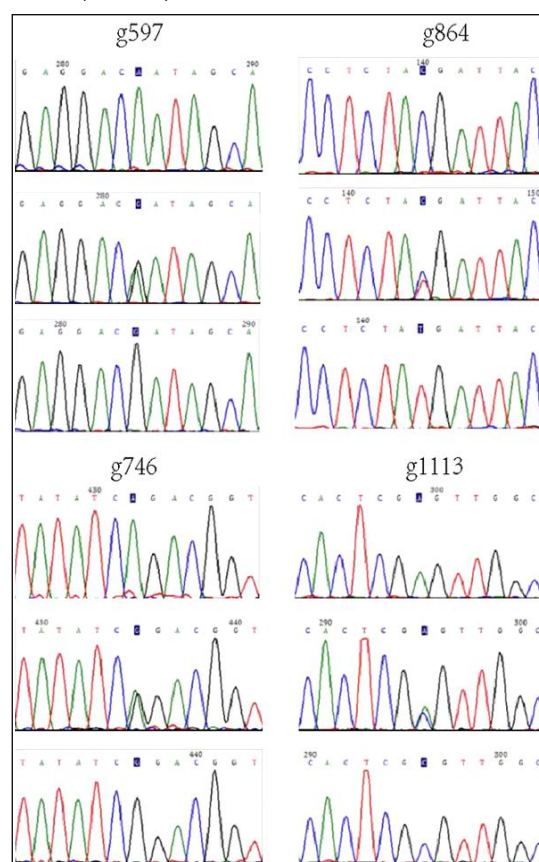 g597
280 290
G A G G A C A A T A G C A
280
G A G G A C G A T A G C A
280 290
G A G G A C G A T A G C A
g864
140
C C T C T A C G A T T A C
140 150
C C T C T A C G A T T A C
140
C C T C T A T G A T T A C
g746
430
T A T A T C A G A C G G T
430 440
T A T A T C G G A C G G T
440
T A T A T C G G A C G G T
g1113
300
C A C T C G A G T T G G C
290 300
C A C T C G A G T T G G C
290 300
C A C T C G C G T T G G C